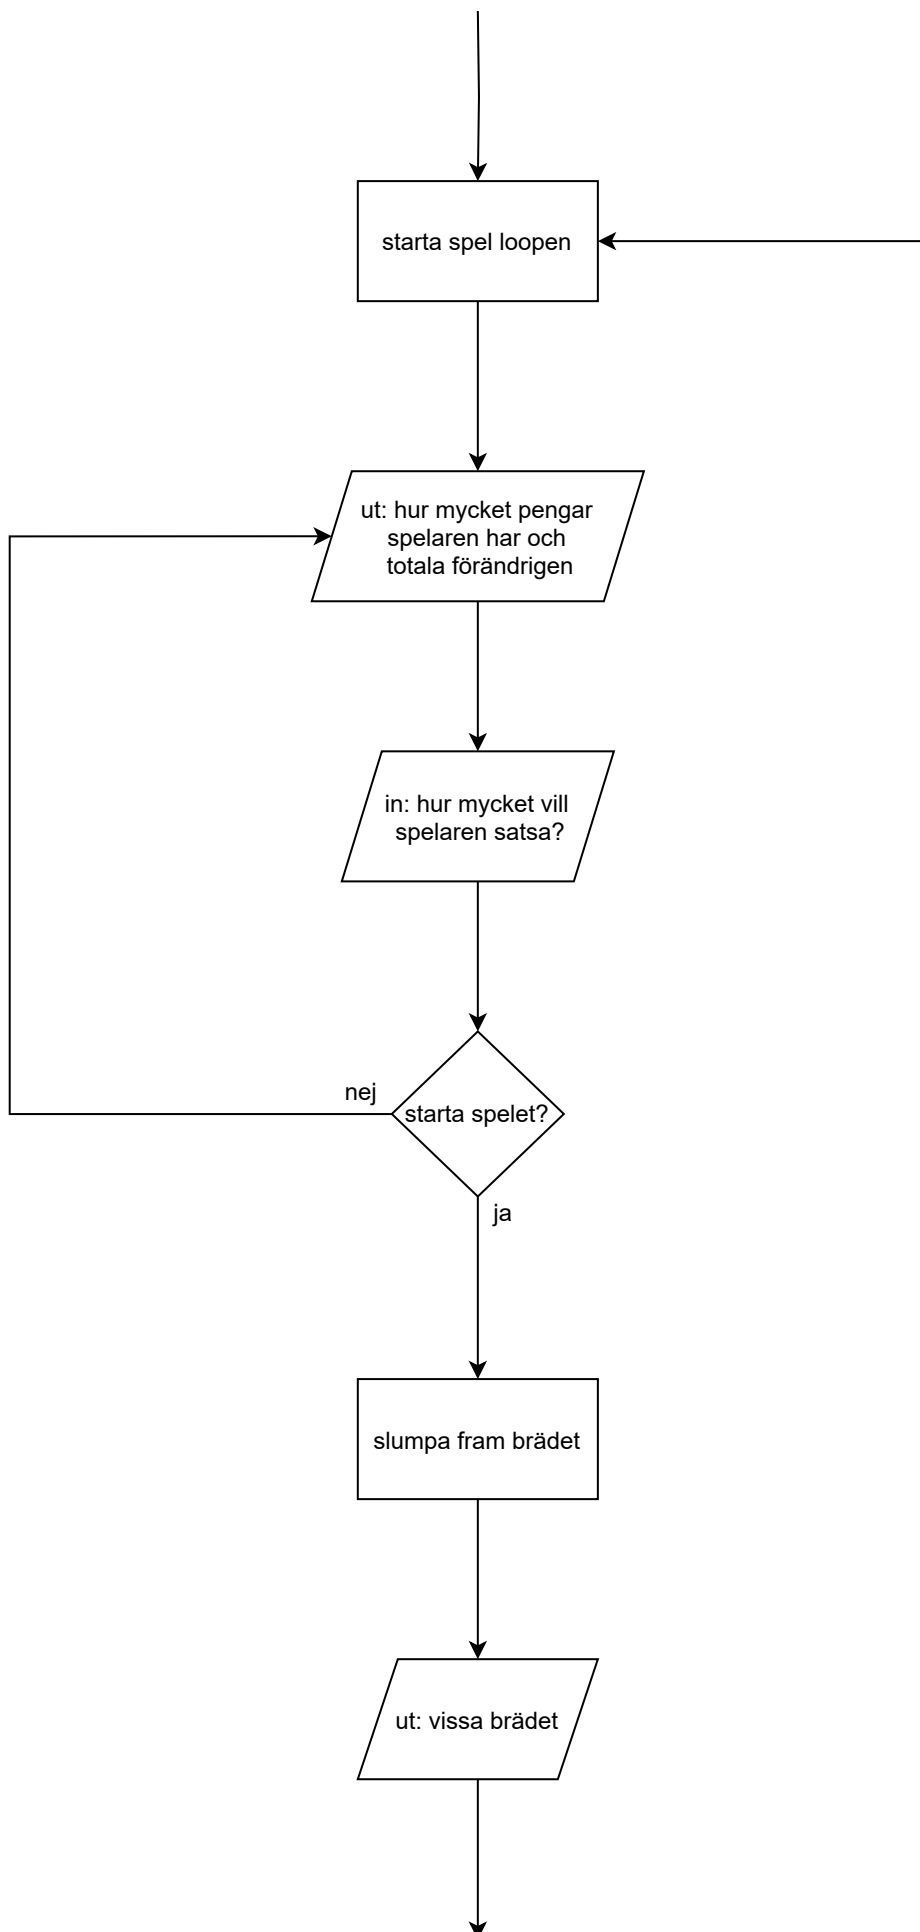 starta spel loopen
ut: hur mycket pengar
spelaren har och
totala förändrigen
in: hur mycket vill
spelaren satsa?
nej
starta spelet?
ja
slumpa fram brädet
ut: vissa brädet